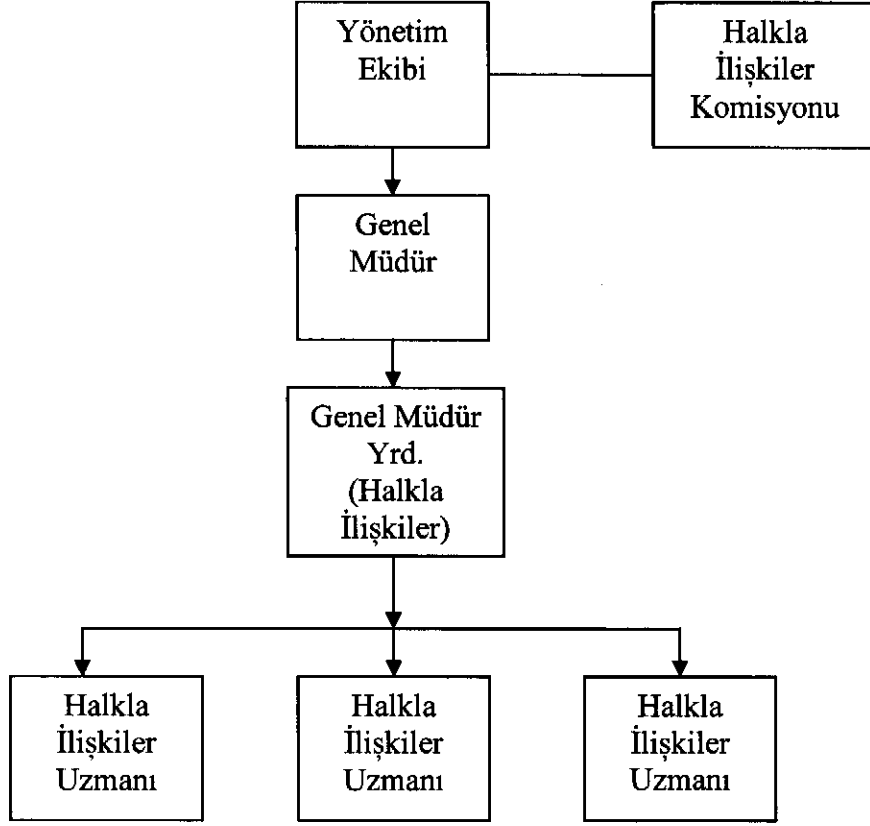 Yönetim
Ekibi
Halkla
İlişkiler
Komisyonu
Genel
Müdür
Genel Müdür
Yrd.
(Halkla
İlişkiler)
Halkla
İlişkiler
Uzmanı
Halkla
İlişkiler
Uzmanı
Halkla
İlişkiler
Uzmanı